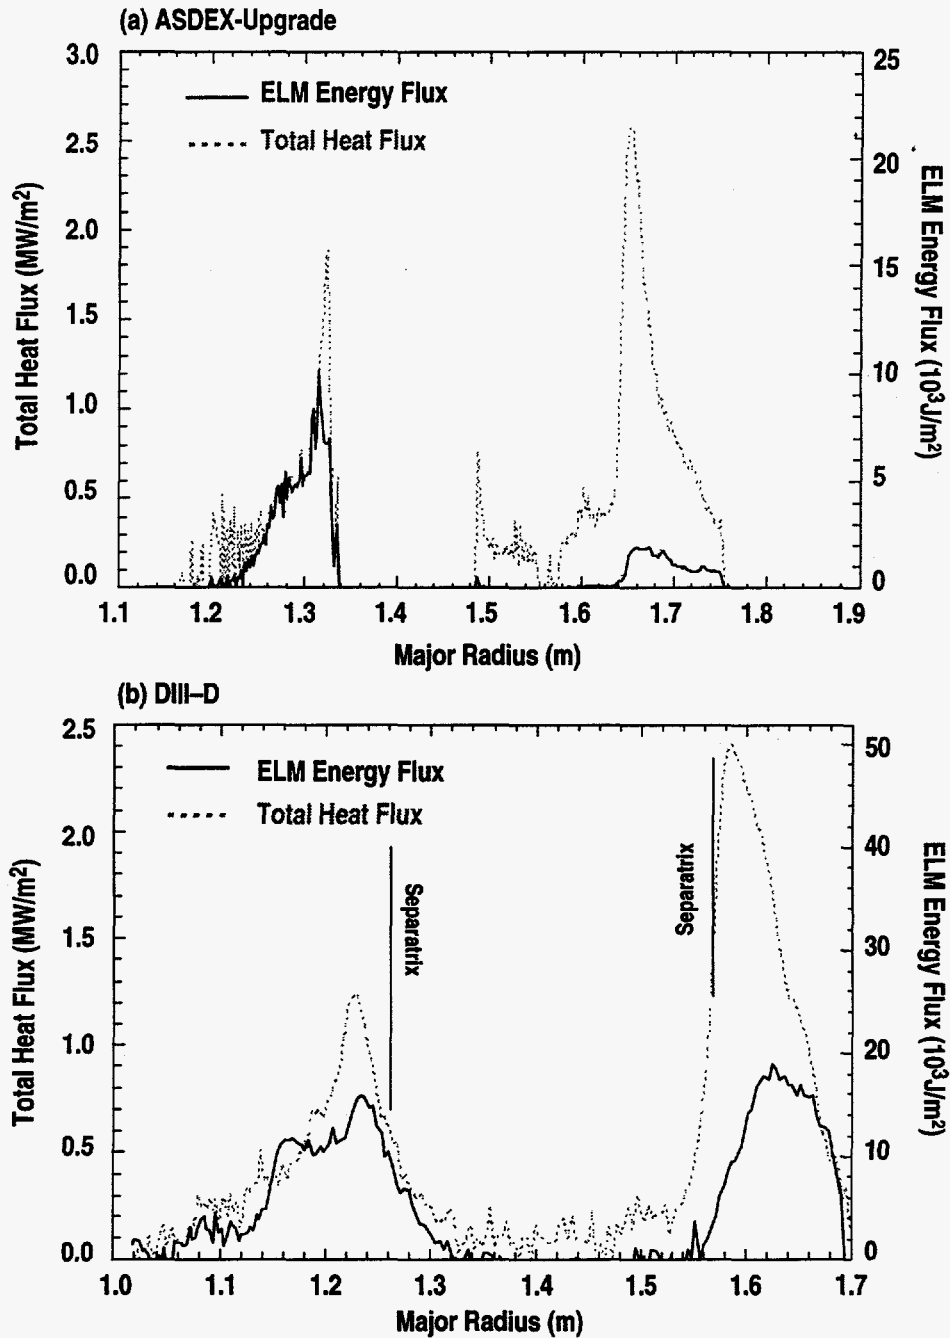 (a) ASDEX-Upgrade
3.0
2.5
2.0
1.5
1.0
0.5
0.0
Total Heat Flux (MW/m²)
ELM Energy Flux
Total Heat Flux
25
20
15
10
5
0
ELM Energy Flux (10³J/m²)
1.1 1.2 1.3 1.4 1.5 1.6 1.7 1.8 1.9
Major Radius (m)
(b) DIII–D
2.5
2.0
1.5
1.0
0.5
0.0
Total Heat Flux (MW/m²)
ELM Energy Flux
Total Heat Flux
Separatrix
Separatrix
50
40
30
20
10
0
ELM Energy Flux (10³J/m²)
1.0 1.2 1.2 1.3 1.4 1.5 1.6 1.7
Major Radius (m)